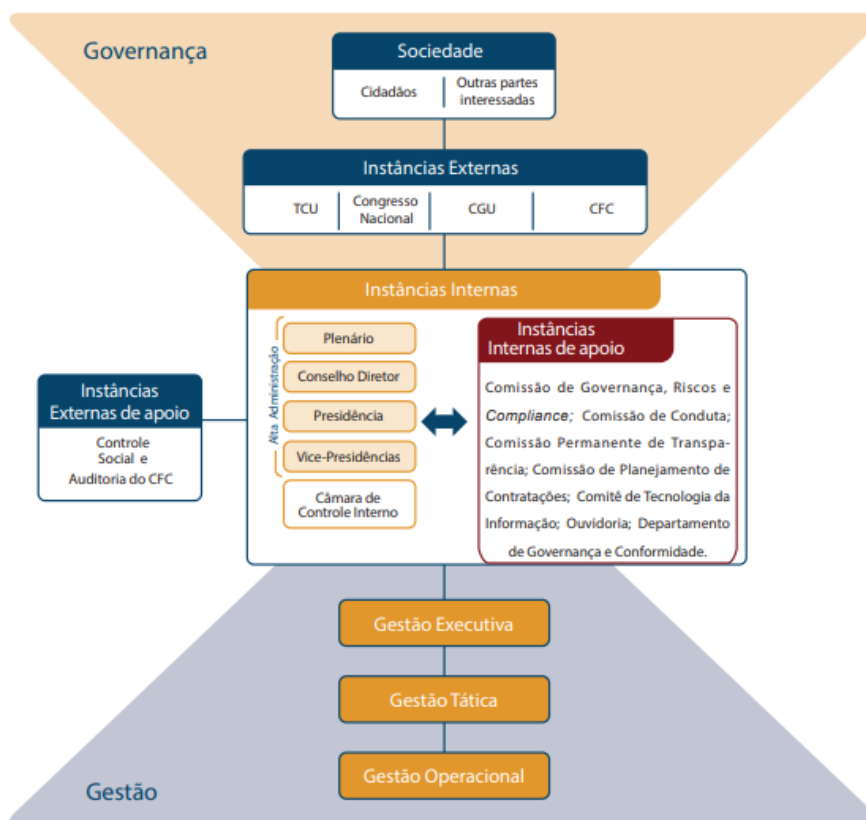 Governança
Sociedade
Cidadãos
Outras partes
interessadas
Instâncias Externas
TCU
Congresso
Nacional
CGU
CFC
Instâncias Internas
Alta Administração
Plenário
Conselho Diretor
Presidência
Vice-Presidências
Câmara de
Controle Interno
Instâncias
Internas de apoio
Comissão de Governança, Riscos e
Compliance; Comissão de Conduta;
Comissão Permanente de Transpa-
rência; Comissão de Planejamento de
Contratações; Comitê de Tecnologia da
Informação; Ouvidoria; Departamento
de Governança e Conformidade.
Instâncias
Externas de apoio
Controle
Social e
Auditoria do CFC
Gestão Executiva
Gestão Tática
Gestão Operacional
Gestão